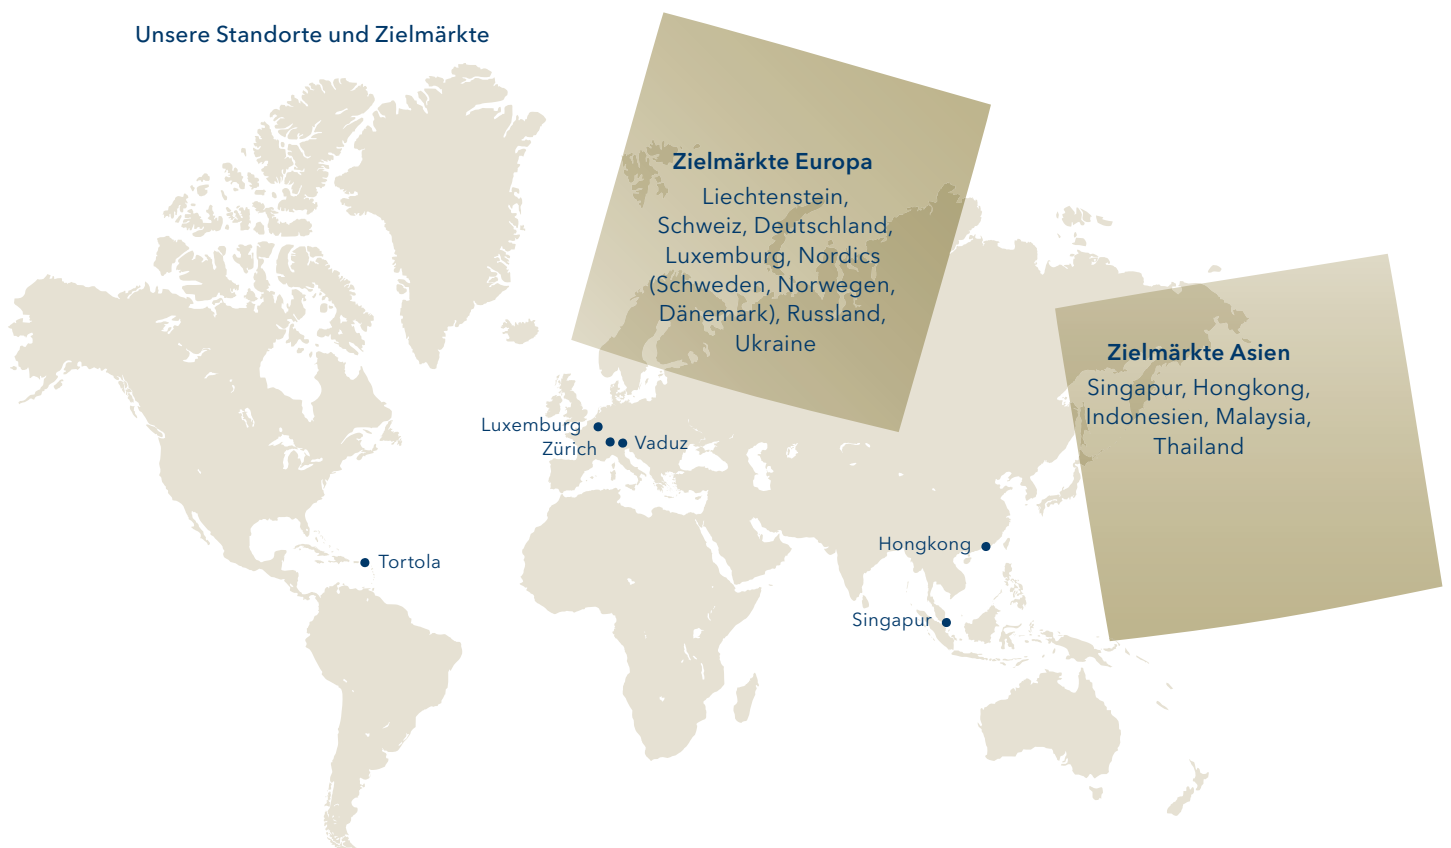 Unsere Standorte und Zielmärkte
Zielmärkte Europa
Liechtenstein,
Schweiz, Deutschland,
Luxemburg, Nordics
(Schweden, Norwegen,
Dänemark), Russland,
Ukraine
Zielmärkte Asien
Singapur, Hongkong,
Indonesien, Malaysia,
Thailand
Luxemburg
Zürich
Vaduz
Hongkong
Tortola
Singapur